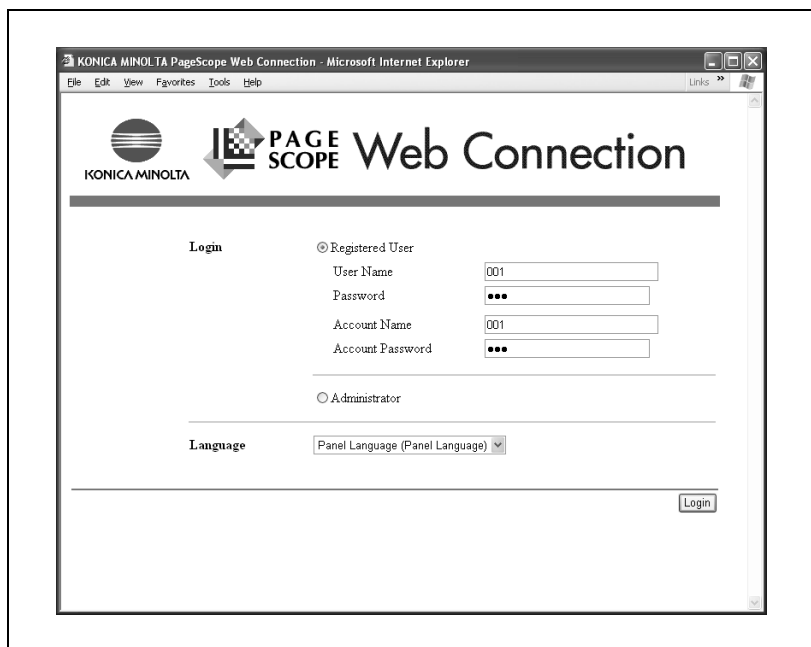 KONICA MINOLTA PageScope Web Connection - Microsoft Internet Explorer
File Edit View Favorites Tools Help Links »
KONICA MINOLTA PAGE SCOPE Web Connection
Login Registered User
User Name 001
Password •••
Account Name 001
Account Password •••
Administrator
Language Panel Language (Panel Language)
Login